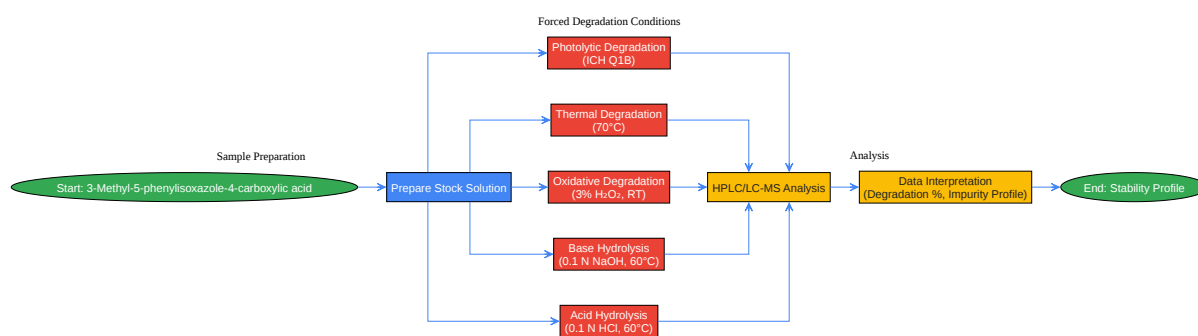 Forced Degradation Conditions
Photolytic Degradation
(ICH Q1B)
Thermal Degradation
(70°C)
Sample Preparation
Analysis
Start: 3-Methyl-5-phenylisoxazole-4-carboxylic acid
Prepare Stock Solution
Oxidative Degradation
(3% H₂O₂, RT)
HPLC/LC-MS Analysis
Data Interpretation
(Degradation %, Impurity Profile)
End: Stability Profile
Base Hydrolysis
(0.1 N NaOH, 60°C)
Acid Hydrolysis
(0.1 N HCl, 60°C)